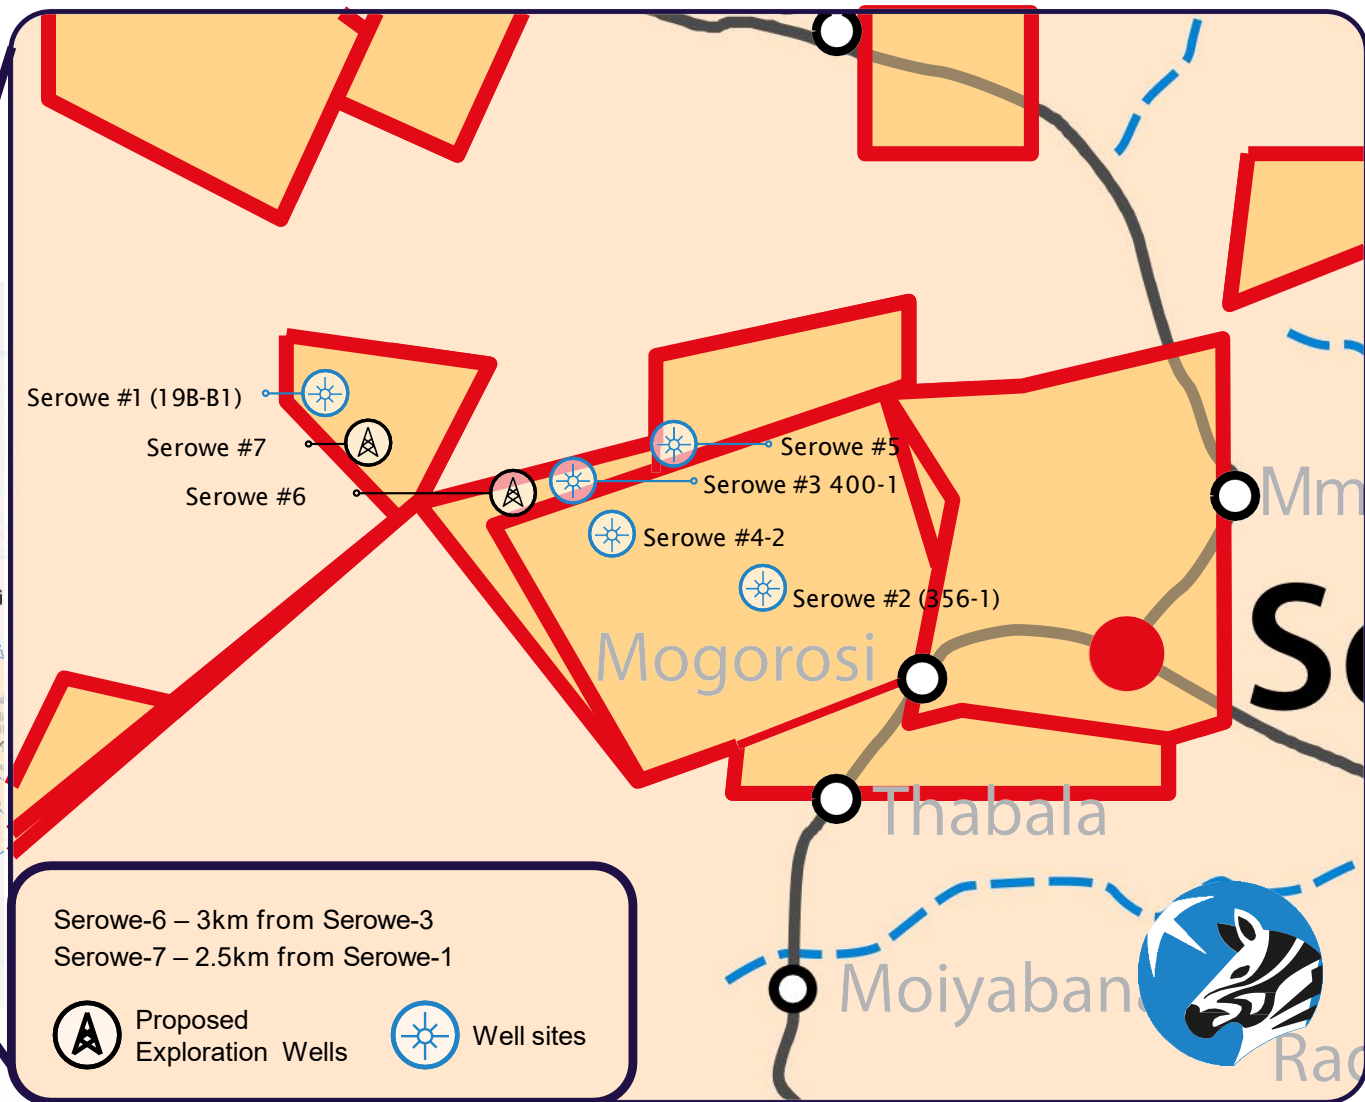 Serowe #1 (19B-B1)
Serowe #7
Serowe #5
Serowe #3 400-1
Serowe #6
Mm
Serowe #4-2
Serowe #2 (356-1)
Se
Mogorosi
Thabala
Serowe-6 – 3km from Serowe-3
Serowe-7 – 2.5km from Serowe-1
Moiyabana
Proposed
Exploration Wells
Well sites
Rad